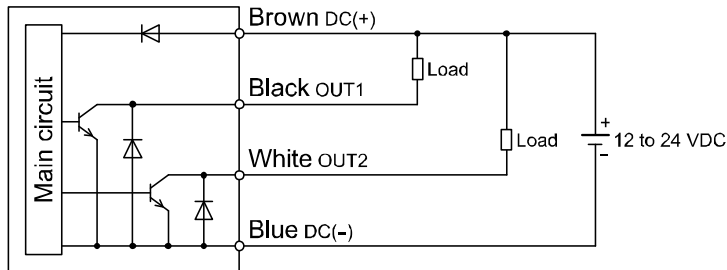 Main circuit
Brown DC(+)
Black OUT1
Load
White OUT2
Load
+
12 to 24 VDC
−
Blue DC(−)